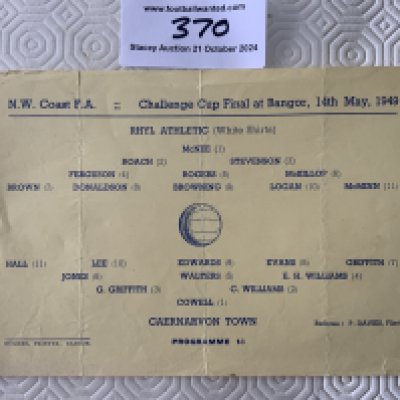 www.footballwanted.com
370
Stacey Auction 21 October 2024
N.W. Coast F.A. :: Challenge Cup Final at Bangor, 14th May, 1949
RHYL ATHLETIC (White Shirts)
McNEE (1)
ROACH (2) STEVENSON (3)
FERGUSON (4) ROGERS (5) McKILLOP (6)
BROWN (7) DONALDSON (8) BROWNING (9) LOGAN (10) (11)
HALL (11) LEE (10) EDWARDS (9) EVANS (8) GRIFFITH (7)
JONES (6) WALTERS (5) E. H. WILLIAMS (4)
G. GRIFFITH (3) C. WILLIAMS (2)
COWELL (1)
CAERNARVON TOWN
PROGRAMME